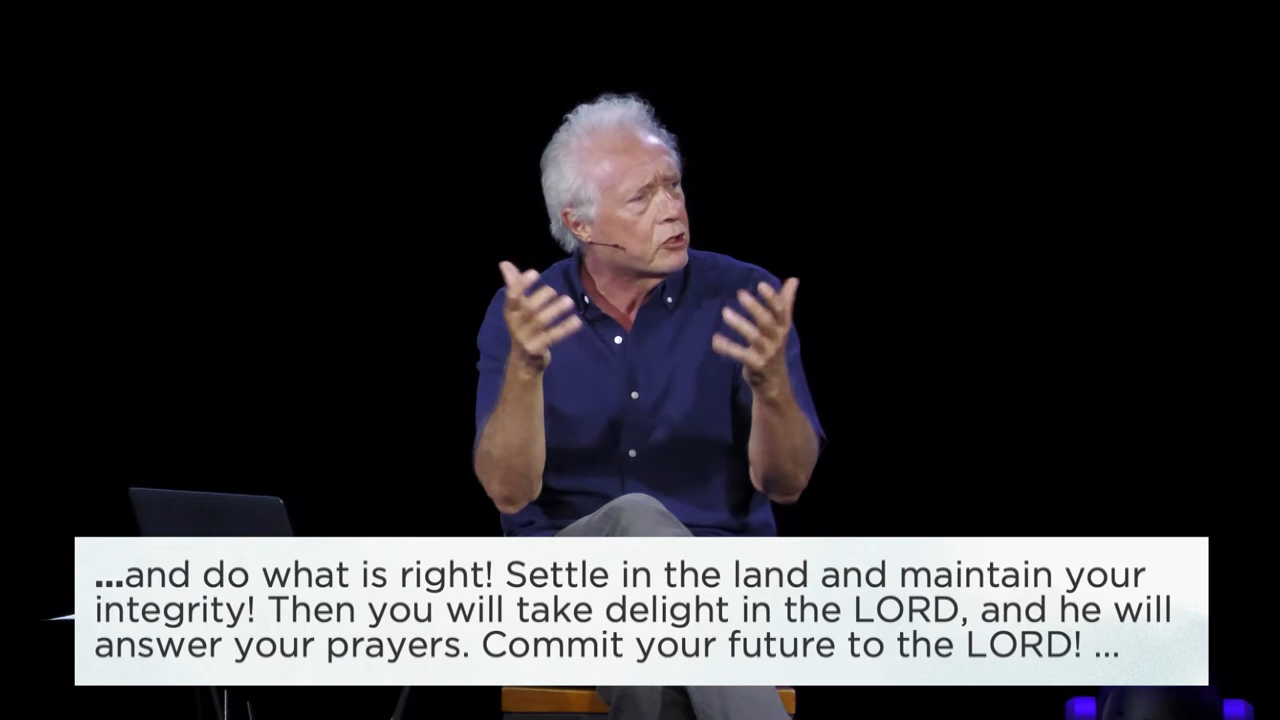 ...and do what is right! Settle in the land and maintain your
integrity! Then you will take delight in the LORD, and he will
answer your prayers. Commit your future to the LORD! ...